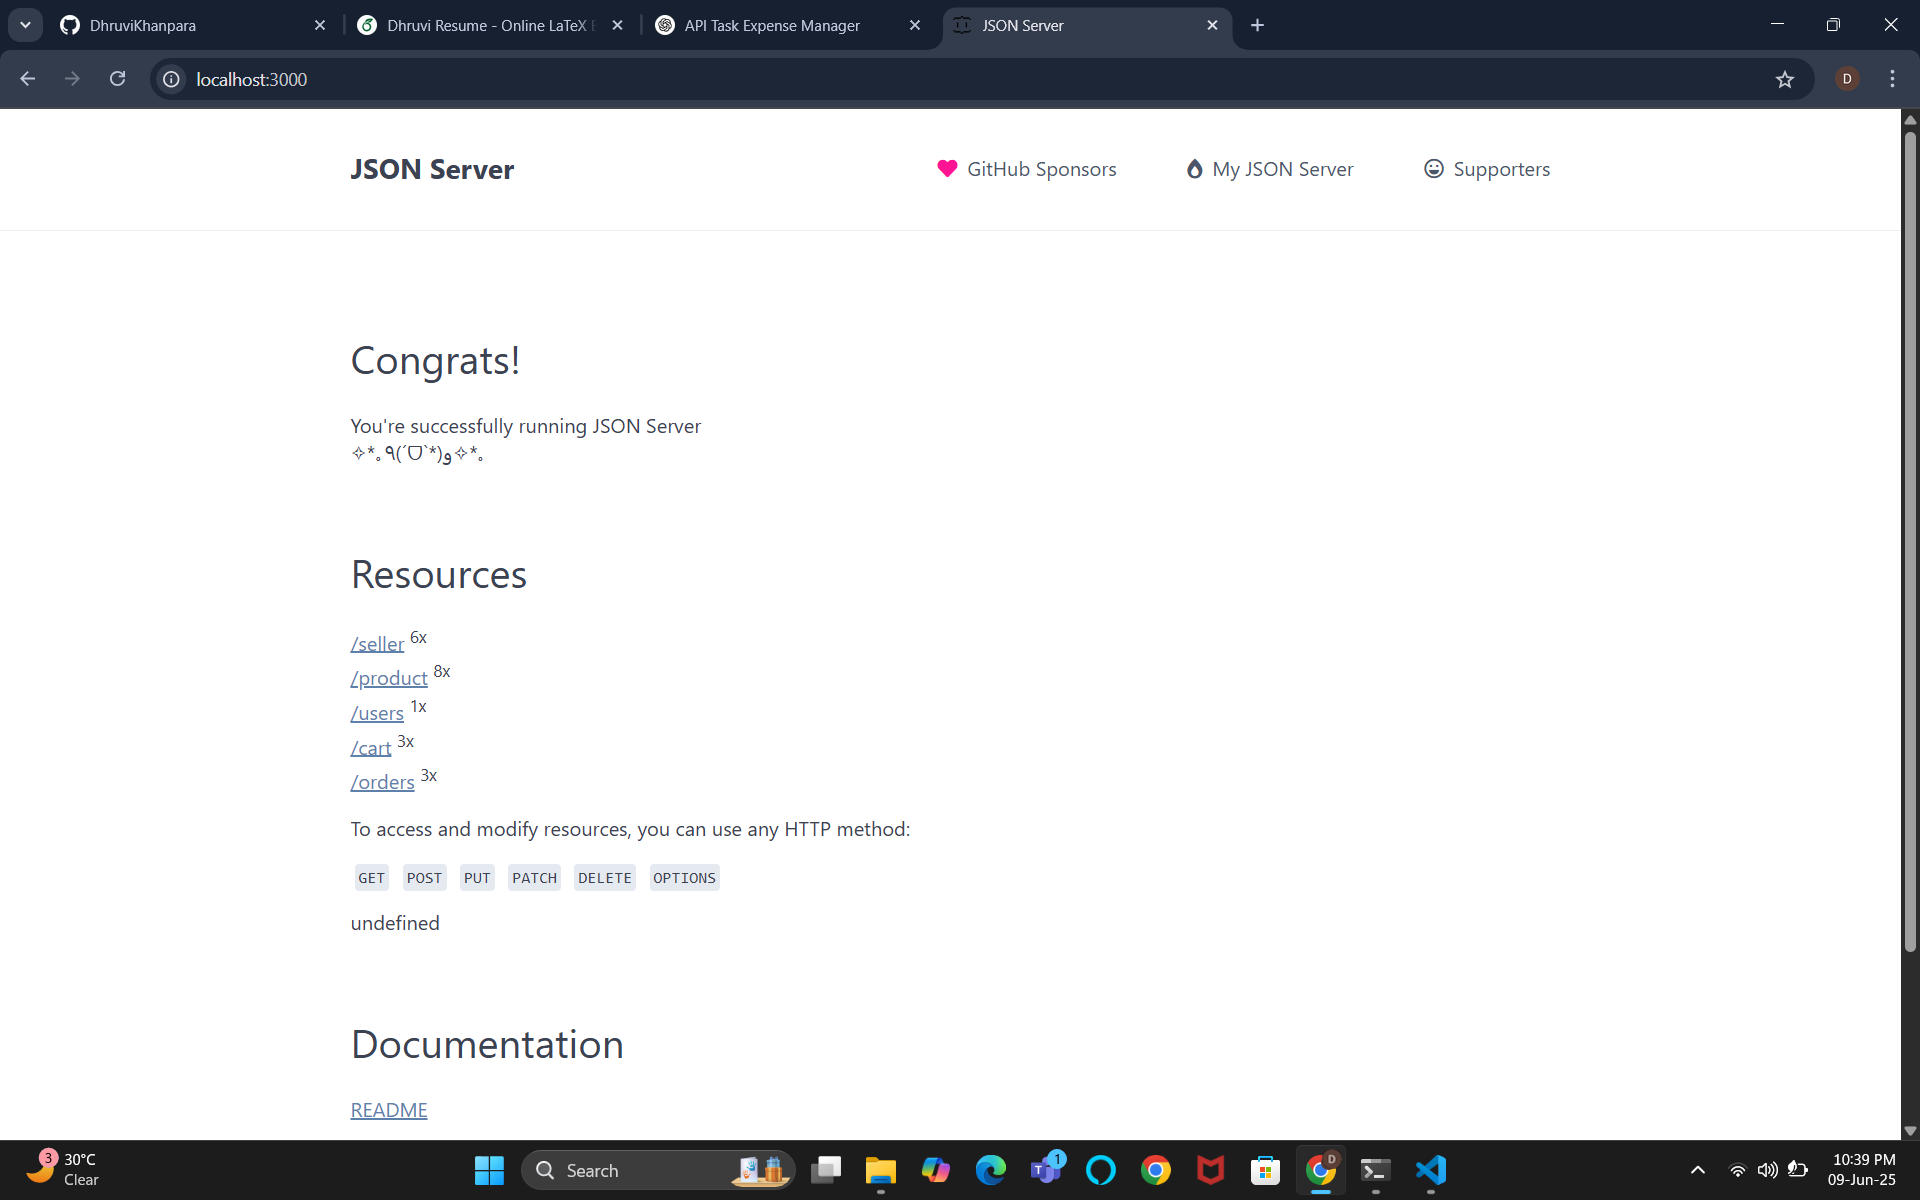 DhruviKhanpara
Dhruvi Resume - Online LaTeX E
API Task Expense Manager
JSON Server
localhost:3000
D
JSON Server
GitHub Sponsors
My JSON Server
Supporters
Congrats!
You're successfully running JSON Server
✧*｡٩(ˊᗜˋ*)و✧*｡
Resources
/seller 6x
/product 8x
/users 1x
/cart 3x
/orders 3x
To access and modify resources, you can use any HTTP method:
GET POST PUT PATCH DELETE OPTIONS
undefined
Documentation
README
3
30°C
Clear
Search
1
D
10:39 PM
09-Jun-25